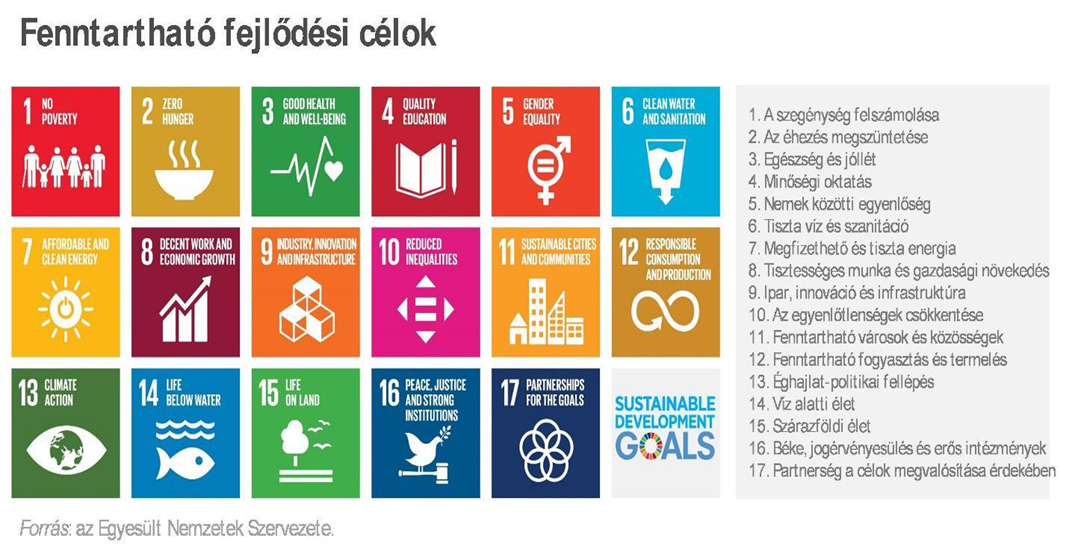 Fenntartható fejlődési célok
1 NO
POVERTY
2 ZERO
HUNGER
3 GOOD HEALTH
AND WELL-BEING
4 QUALITY
EDUCATION
5 GENDER
EQUALITY
6 CLEAN WATER
AND SANITATION
7 AFFORDABLE AND
CLEAN ENERGY
8 DECENT WORK AND
ECONOMIC GROWTH
9 INDUSTRY, INNOVATION
AND INFRASTRUCTURE
10 REDUCED
INEQUALITIES
11 SUSTAINABLE CITIES
AND COMMUNITIES
12 RESPONSIBLE
CONSUMPTION
AND PRODUCTION
13 CLIMATE
ACTION
14 LIFE
BELOW WATER
15 LIFE
ON LAND
16 PEACE, JUSTICE
AND STRONG
INSTITUTIONS
17 PARTNERSHIPS
FOR THE GOALS
SUSTAINABLE
DEVELOPMENT
GOALS
1. A szegénység felszámolása
2. Az éhezés megszüntetése
3. Egészség és jóllét
4. Minőségi oktatás
5. Nemek közötti egyenlőség
6. Tiszta víz és szanitáció
7. Megfizethető és tiszta energia
8. Tisztességes munka és gazdasági növekedés
9. Ipar, innováció és infrastruktúra
10. Az egyenlőtlenségek csökkentése
11. Fenntartható városok és közösségek
12. Fenntartható fogyasztás és termelés
13. Éghajlat-politikai fellépés
14. Víz alatti élet
15. Szárazföldi élet
16. Béke, jogérvényesülés és erős intézmények
17. Partnerség a célok megvalósítása érdekében
Forrás: az Egyesült Nemzetek Szervezete.